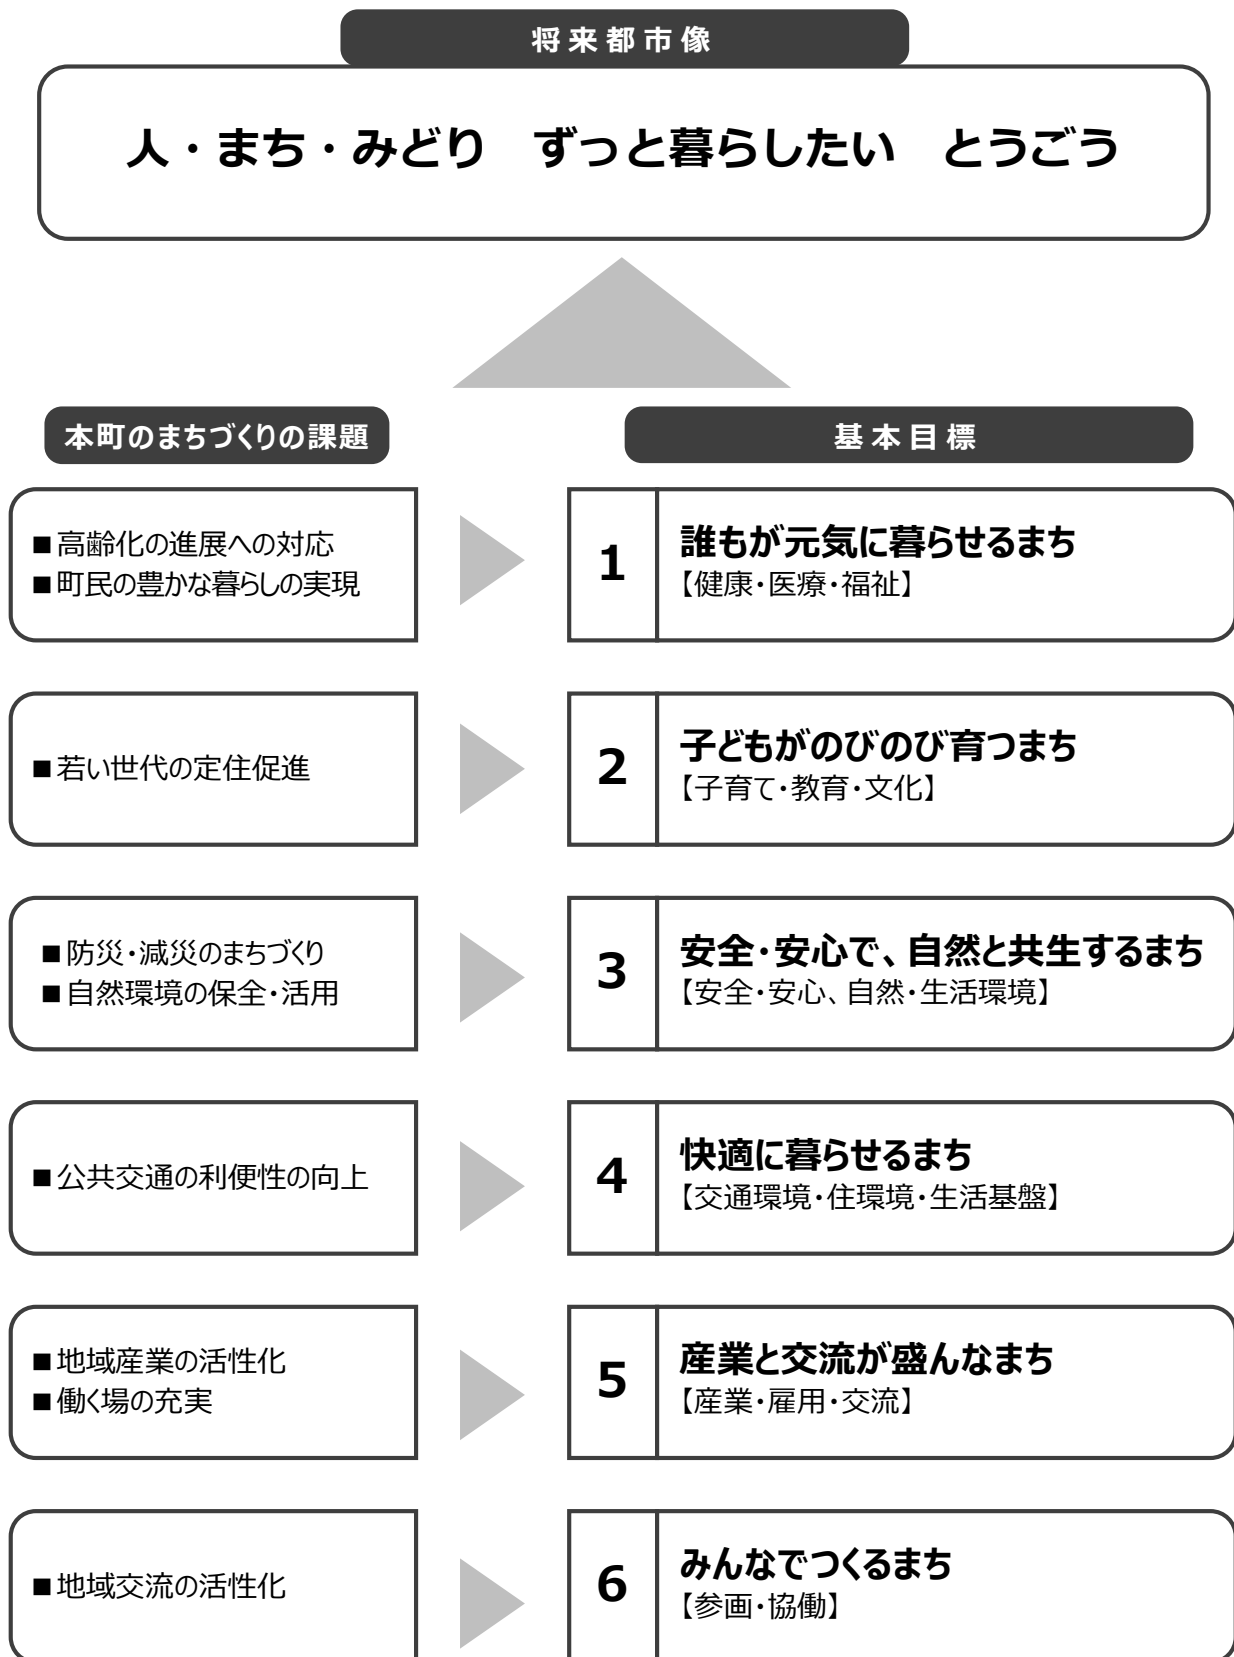 将来都市像
人・まち・みどり　ずっと暮らしたい　とうごう
本町のまちづくりの課題
基本目標
■高齢化の進展への対応
■町民の豊かな暮らしの実現
1
誰もが元気に暮らせるまち
【健康・医療・福祉】
■若い世代の定住促進
2
子どもがのびのび育つまち
【子育て・教育・文化】
■防災・減災のまちづくり
■自然環境の保全・活用
3
安全・安心で、自然と共生するまち
【安全・安心、自然・生活環境】
■公共交通の利便性の向上
4
快適に暮らせるまち
【交通環境・住環境・生活基盤】
■地域産業の活性化
■働く場の充実
5
産業と交流が盛んなまち
【産業・雇用・交流】
■地域交流の活性化
6
みんなでつくるまち
【参画・協働】